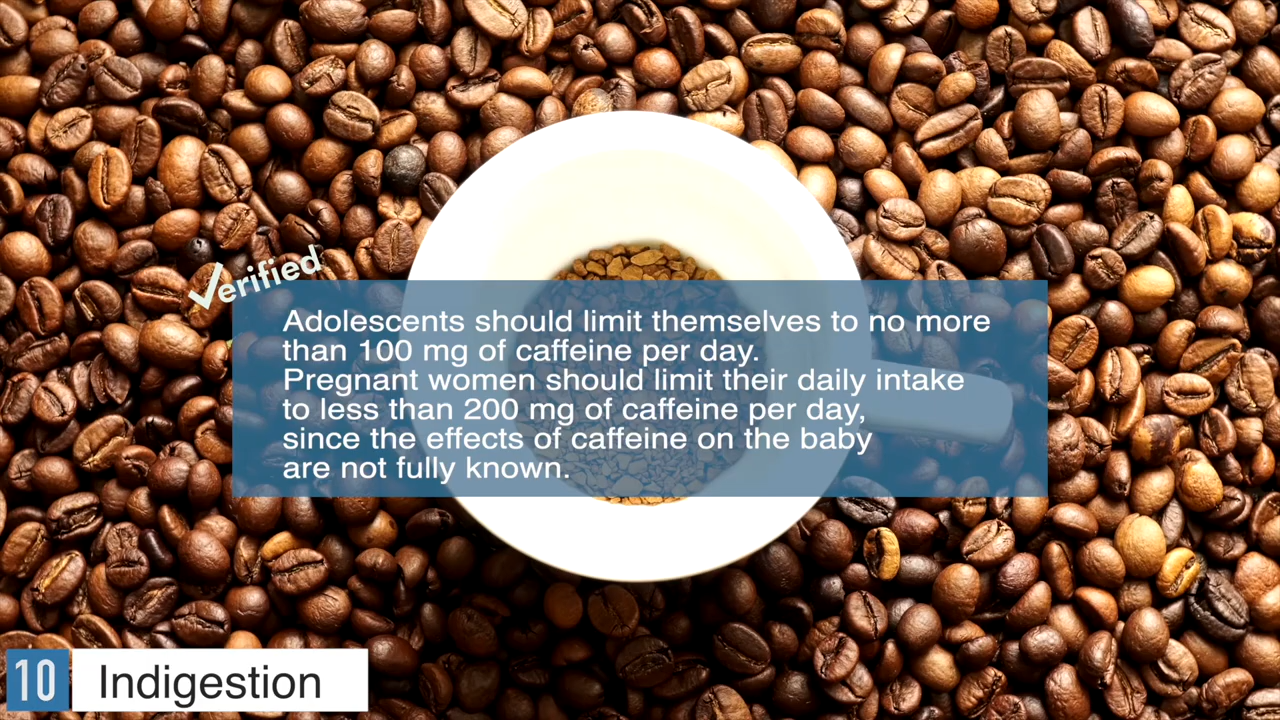 Verified
Adolescents should limit themselves to no more
than 100 mg of caffeine per day.
Pregnant women should limit their daily intake
to less than 200 mg of caffeine per day,
since the effects of caffeine on the baby
are not fully known.
10 Indigestion